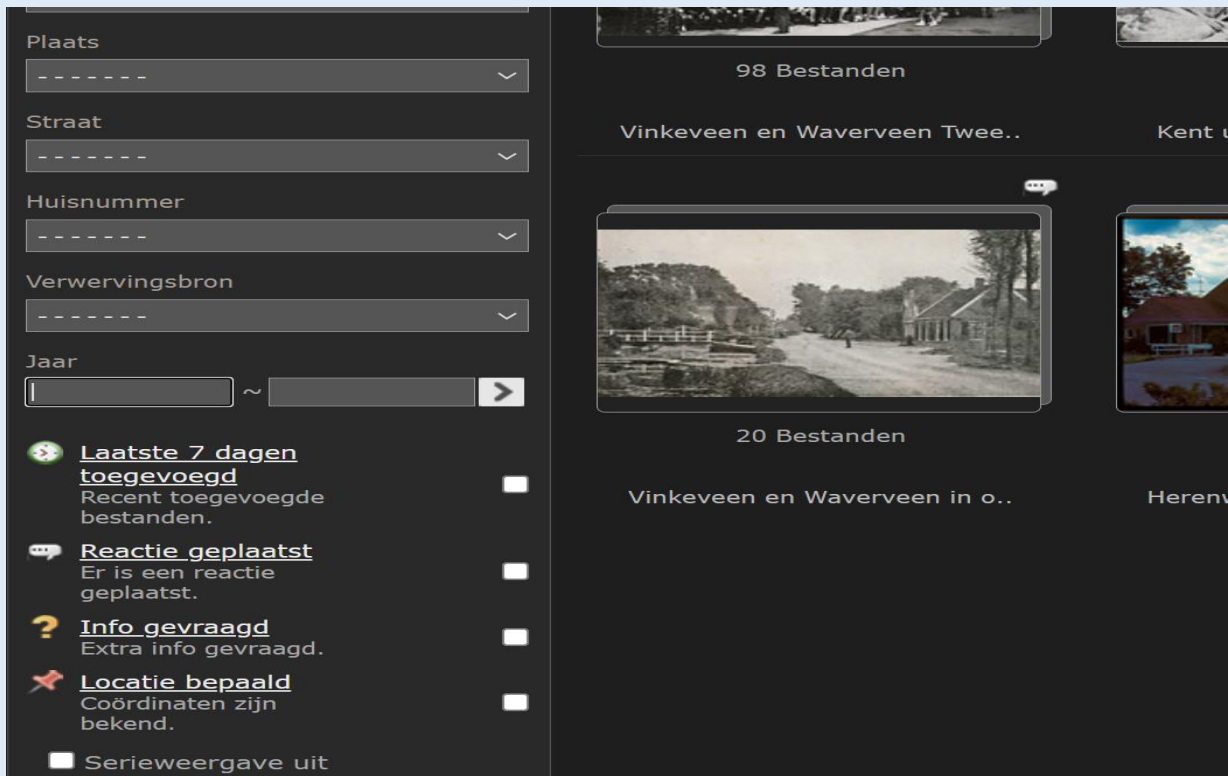 Plaats
- - - - - - -
Straat
- - - - - - -
Huisnummer
- - - - - - -
Verwervingsbron
- - - - - - -
Jaar
~
Laatste 7 dagen
toegevoegd
Recent toegevoegde
bestanden.
Reactie geplaatst
Er is een reactie
geplaatst.
Info gevraagd
Extra info gevraagd.
Locatie bepaald
Coördinaten zijn
bekend.
Serieweergave uit
98 Bestanden
Vinkeveen en Waverveen Twee..
Kent
20 Bestanden
Vinkeveen en Waverveen in o..